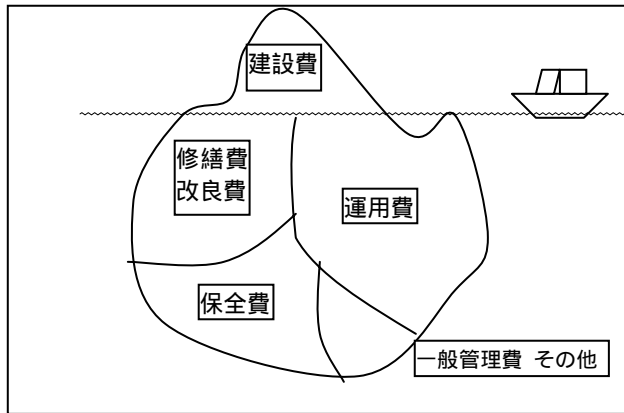 建設費
修繕費
改良費
運用費
保全費
一般管理費 その他